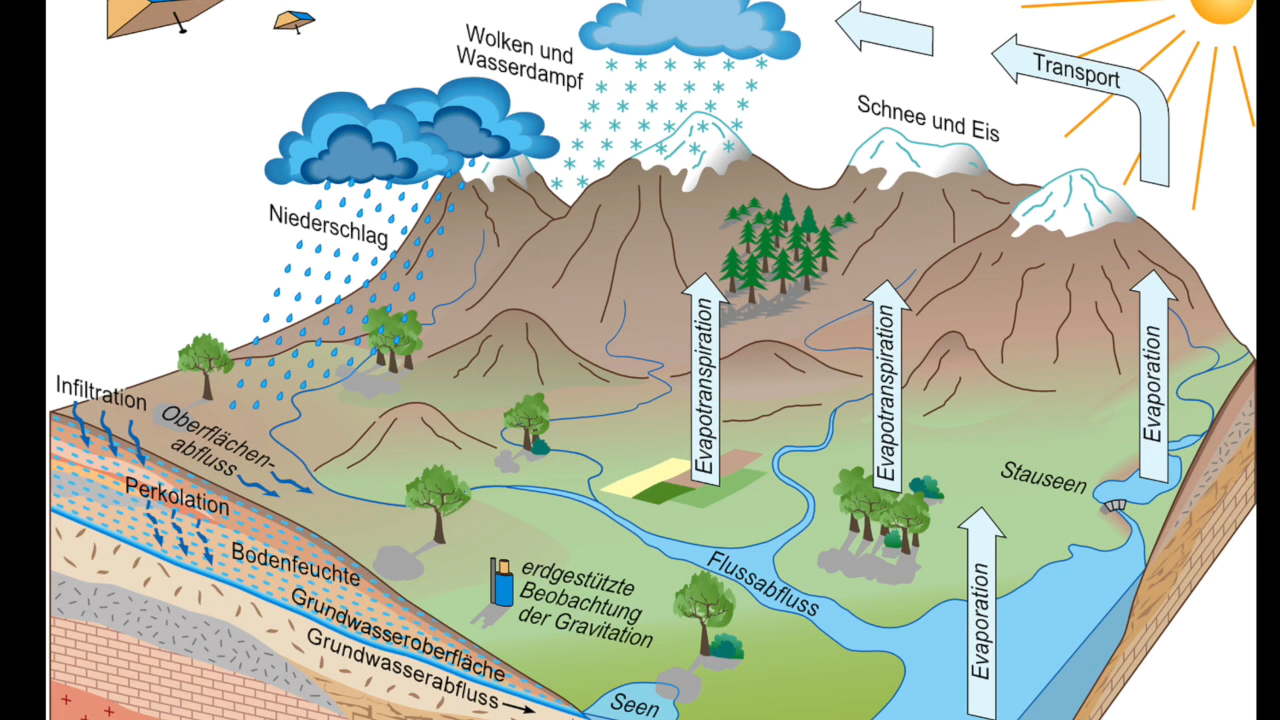 Wolken und
Wasserdampf
Transport
Schnee und Eis
Niederschlag
Evapotranspiration
Evapotranspiration
Evaporation
Infiltration
Oberflächen-
abfluss
Stauseen
Perkolation
Bodenfeuchte
Flussabfluss
erdgestützte
Beobachtung
der Gravitation
Evaporation
Grundwasseroberfläche
Grundwasserabfluss
Seen